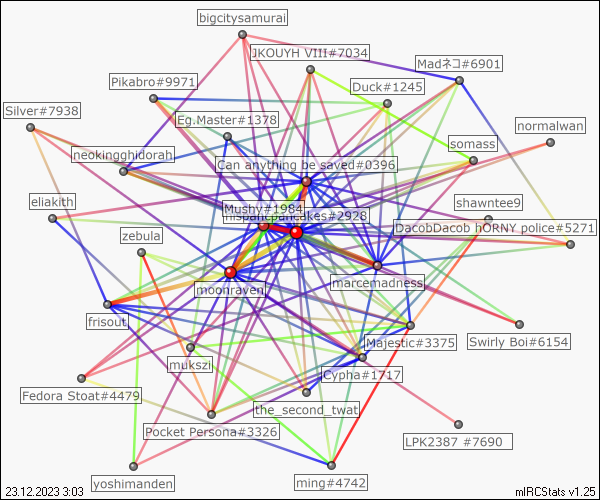 bigcitysamurai
JKOUYH VIII#7034
Madネコ#6901
Pikabro#9971
Duck#1245
Silver#7938
Eg.Master#1378
normalwan
somass
neokingghidorah
Can anything be saved#0396
eliakith
Mushy#1984
shawntee9
#2928
DacobDacob hORNY police#5271
zebula
moonraven
marcemadness
frisout
Majestic#3375
Swirly Boi#6154
mukszi
Cypha#1717
Fedora Stoat#4479
the_second_twat
Pocket Persona#3326
LPK2387 #7690
yoshimanden
ming#4742
23.12.2023 3:03
mIRCStats v1.25